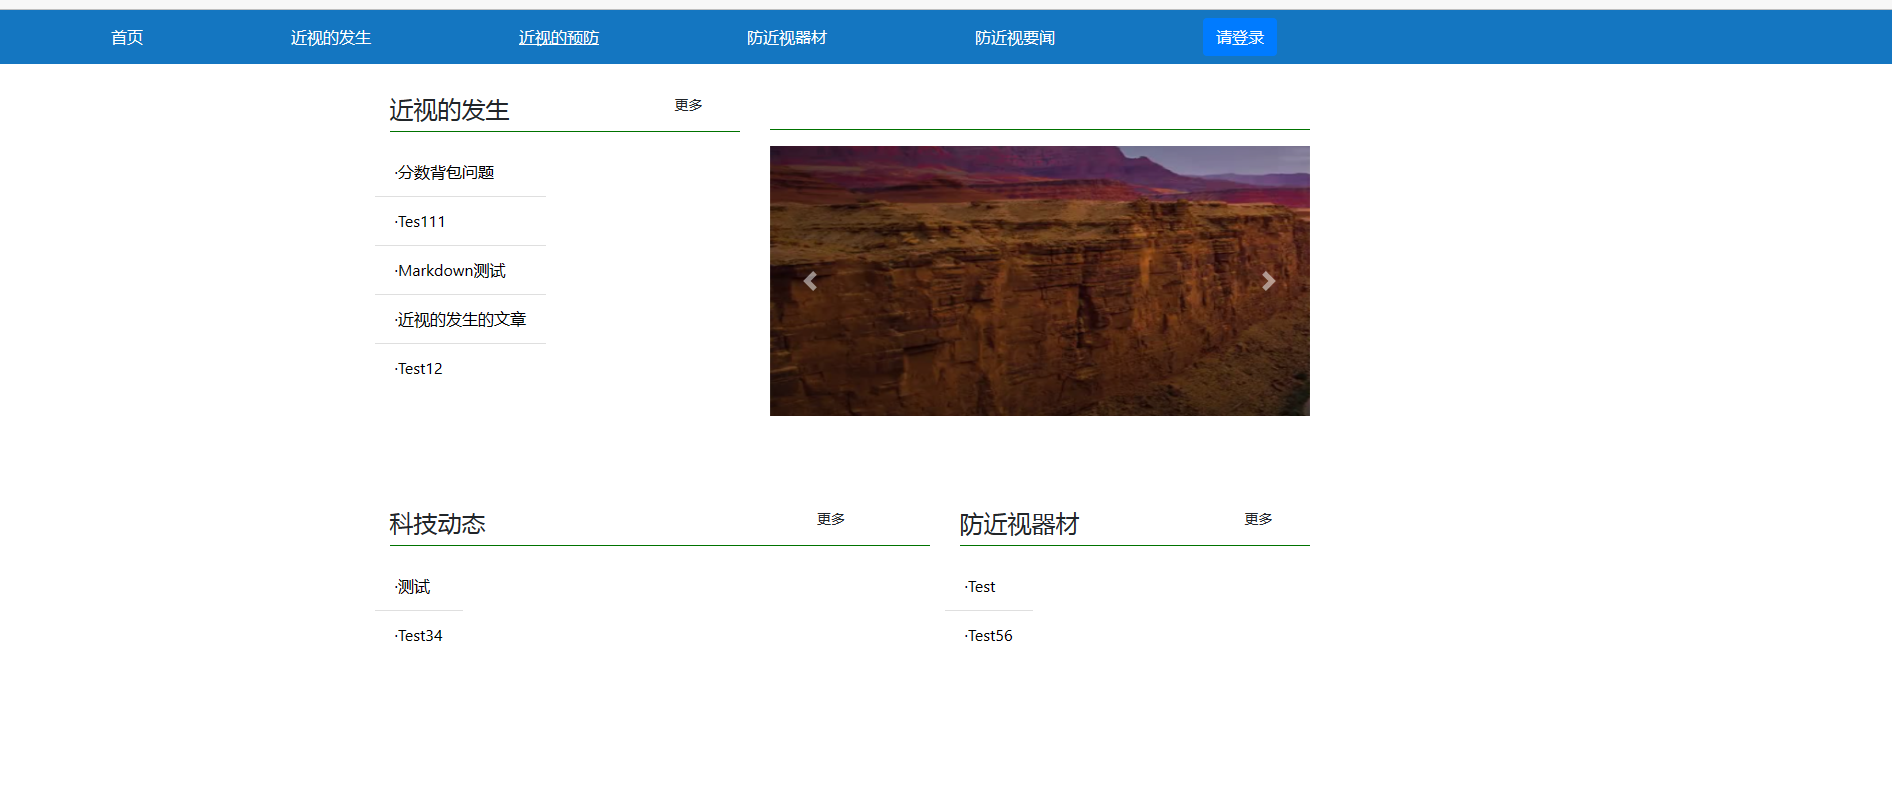 首页 近视的发生 近视的预防 防近视器材 防近视要闻 请登录
近视的发生 更多
·分数背包问题
·Tes111
·Markdown测试
·近视的发生的文章
·Test12
科技动态 更多
·测试
·Test34
防近视器材 更多
·Test
·Test56